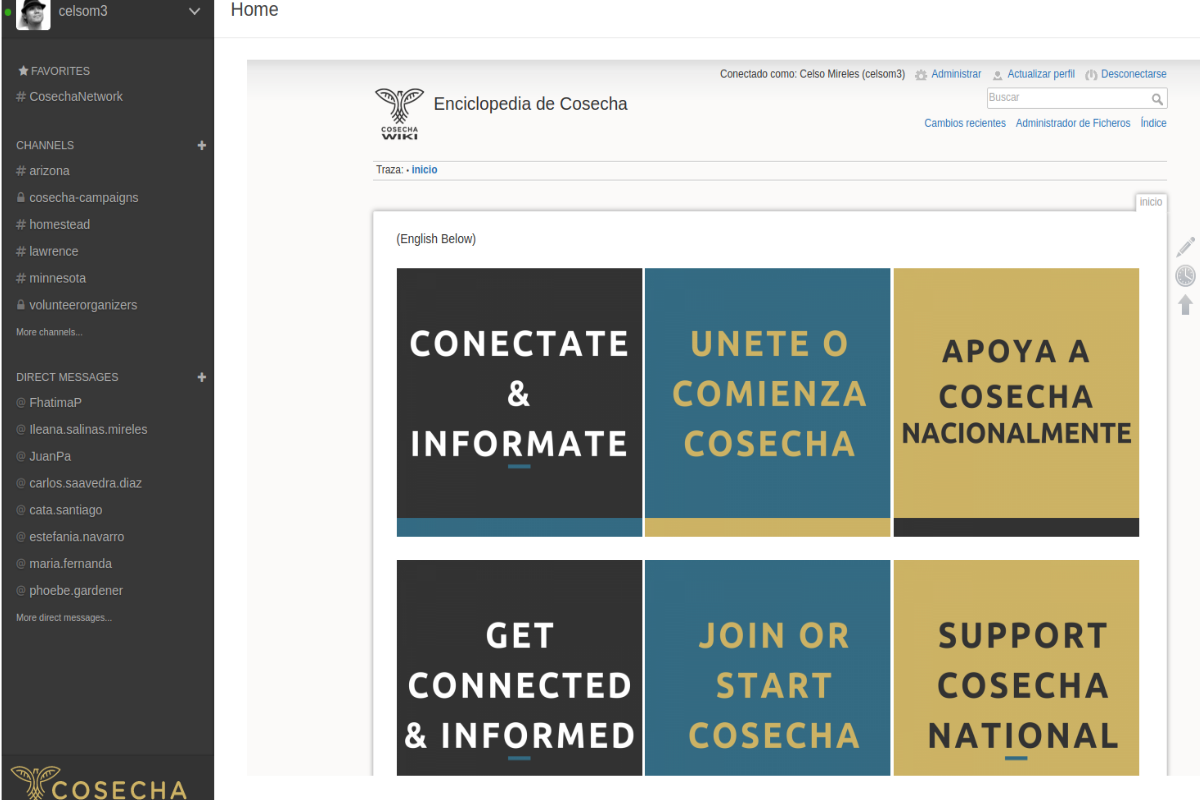 celsom3
FAVORITES
# CosechaNetwork
CHANNELS +
# arizona
cosecha-campaigns
# homestead
# lawrence
# minnesota
volunteerorganizers
More channels...
DIRECT MESSAGES +
@ FhatimaP
@ Ileana.salinas.mireles
@ JuanPa
@ carlos.saavedra.diaz
@ cata.santiago
@ estefania.navarro
@ maria.fernanda
@ phoebe.gardener
More direct messages...
COSECHA
Home
Conectado como: Celso Mireles (celsom3) Administrar Actualizar perfil Desconectarse
COSECHA
WIKI
Enciclopedia de Cosecha
Buscar
Cambios recientes Administrador de Ficheros Índice
Traza: • inicio
inicio
(English Below)
CONECTATE
&
INFORMATE
UNETE O
COMIENZA
COSECHA
APOYA A
COSECHA
NACIONALMENTE
GET
CONNECTED
& INFORMED
JOIN OR
START
COSECHA
SUPPORT
COSECHA
NATIONAL